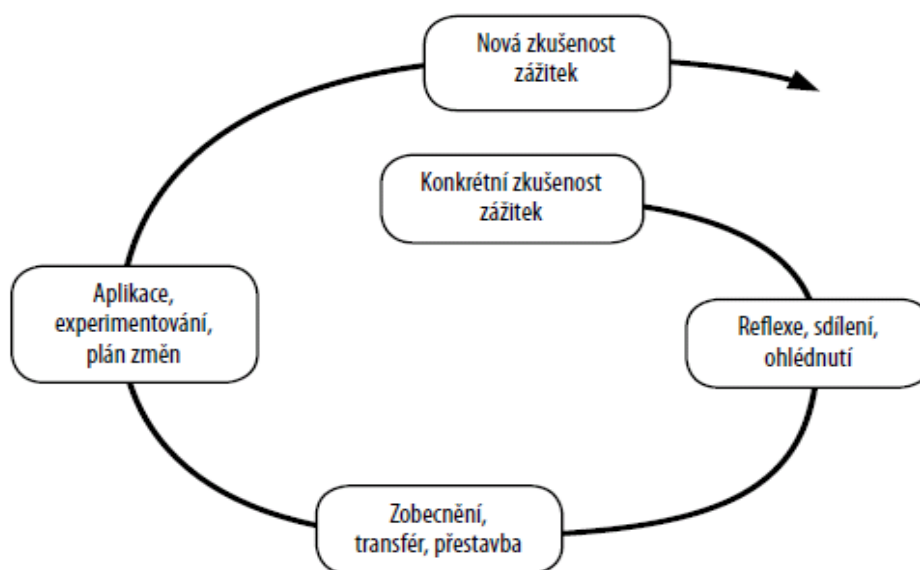 Nová zkušenost
zážitek
Konkrétní zkušenost
zážitek
Aplikace,
experimentování,
plán změn
Reflexe, sdílení,
ohlédnutí
Zobecnění,
transfér, přestavba